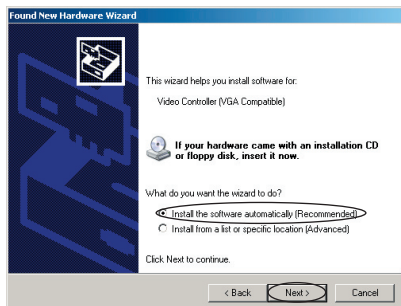 Found New Hardware Wizard
This wizard helps you install software for:
Video Controller (VGA Compatible)
If your hardware came with an installation CD
or floppy disk, insert it now.
What do you want the wizard to do?
Install the software automatically (Recommended)
Install from a list or specific location (Advanced)
Click Next to continue.
< Back Next > Cancel